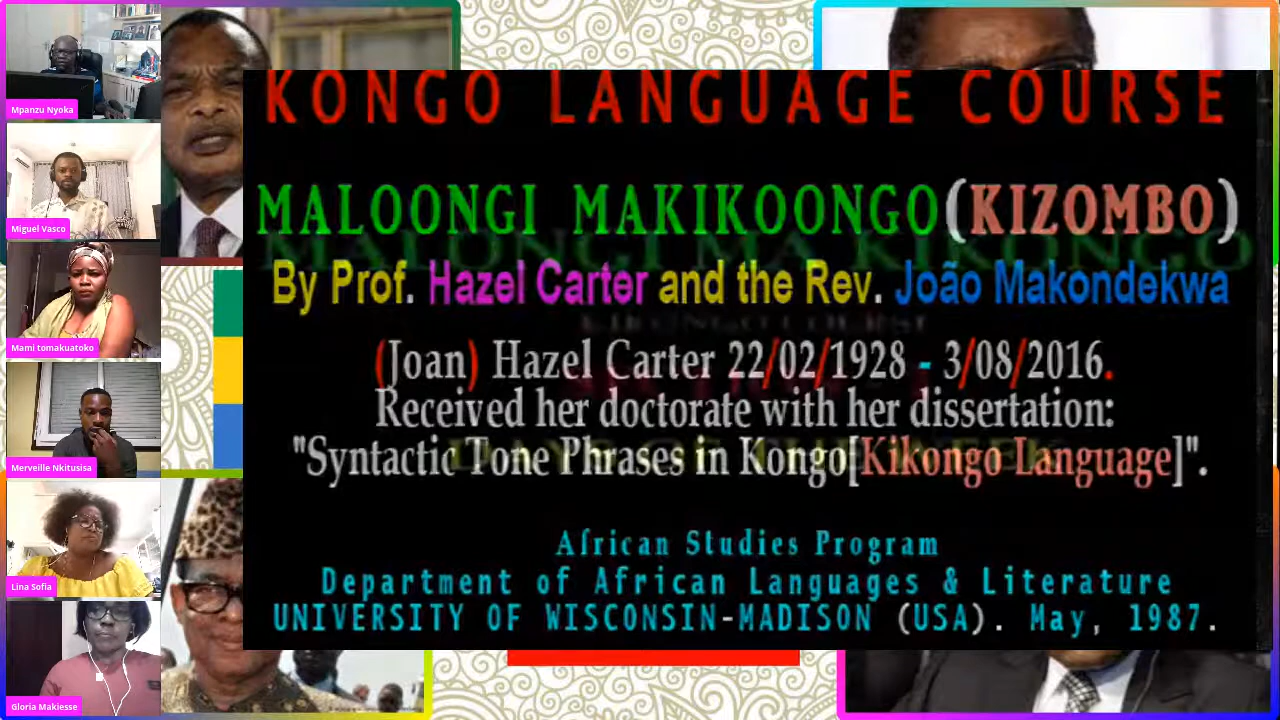 Mpanzu Nyoka
Miguel Vasco
Mami tomakuatoko
Merveille Nkitusisa
Lina Sofia
Gloria Makiesse
KONGO LANGUAGE COURSE
MALOONGI MAKIKOONGO(KIZOMBO)
By Prof. Hazel Carter and the Rev. João Makondekwa
(Joan) Hazel Carter 22/02/1928 - 3/08/2016.
Received her doctorate with her dissertation:
"Syntactic Tone Phrases in Kongo[Kikongo Language]".
African Studies Program
Department of African Languages & Literature
UNIVERSITY OF WISCONSIN-MADISON (USA). May, 1987.